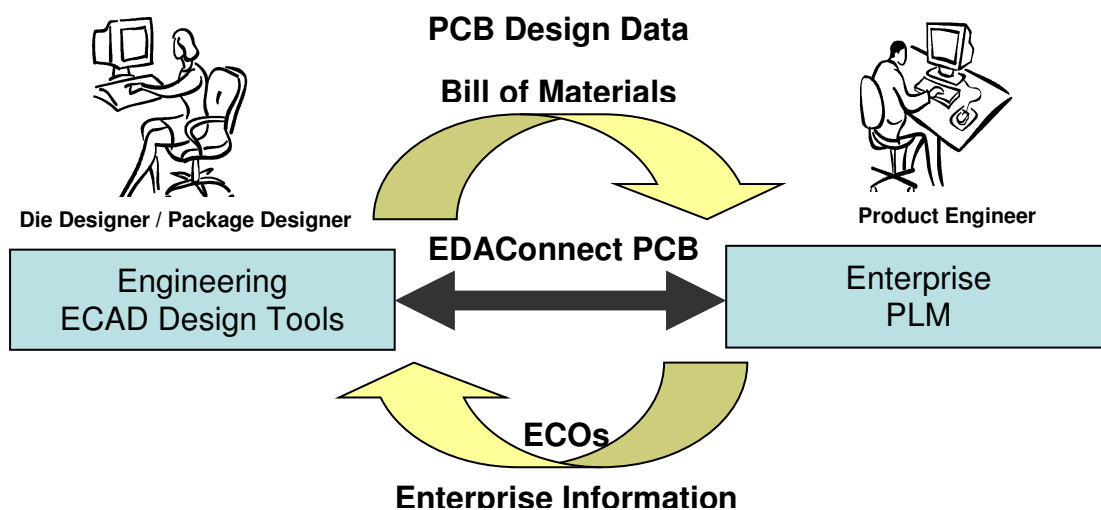 PCB Design Data
Bill of Materials
Die Designer / Package Designer
Product Engineer
EDAConnect PCB
Engineering
ECAD Design Tools
Enterprise
PLM
ECOs
Enterprise Information